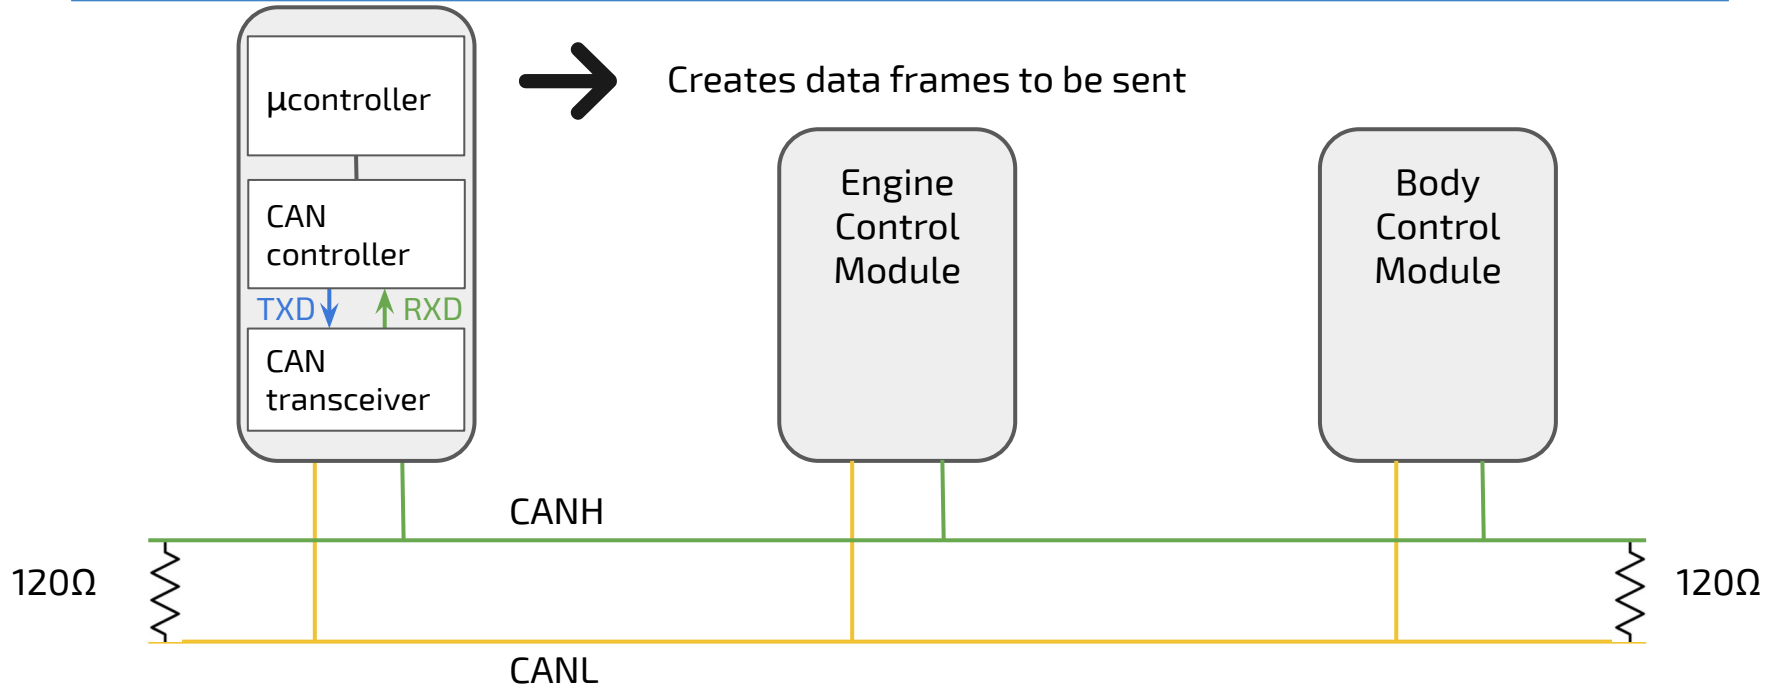 μcontroller
Creates data frames to be sent
CAN
controller
TXD
RXD
CAN
transceiver
Engine
Control
Module
Body
Control
Module
CANH
120Ω
120Ω
CANL